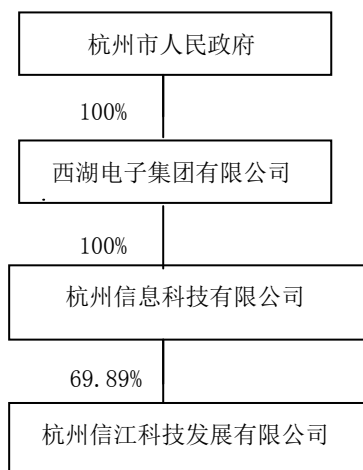 杭州市人民政府
100%
西湖电子集团有限公司
100%
杭州信息科技有限公司
69.89%
杭州信江科技发展有限公司